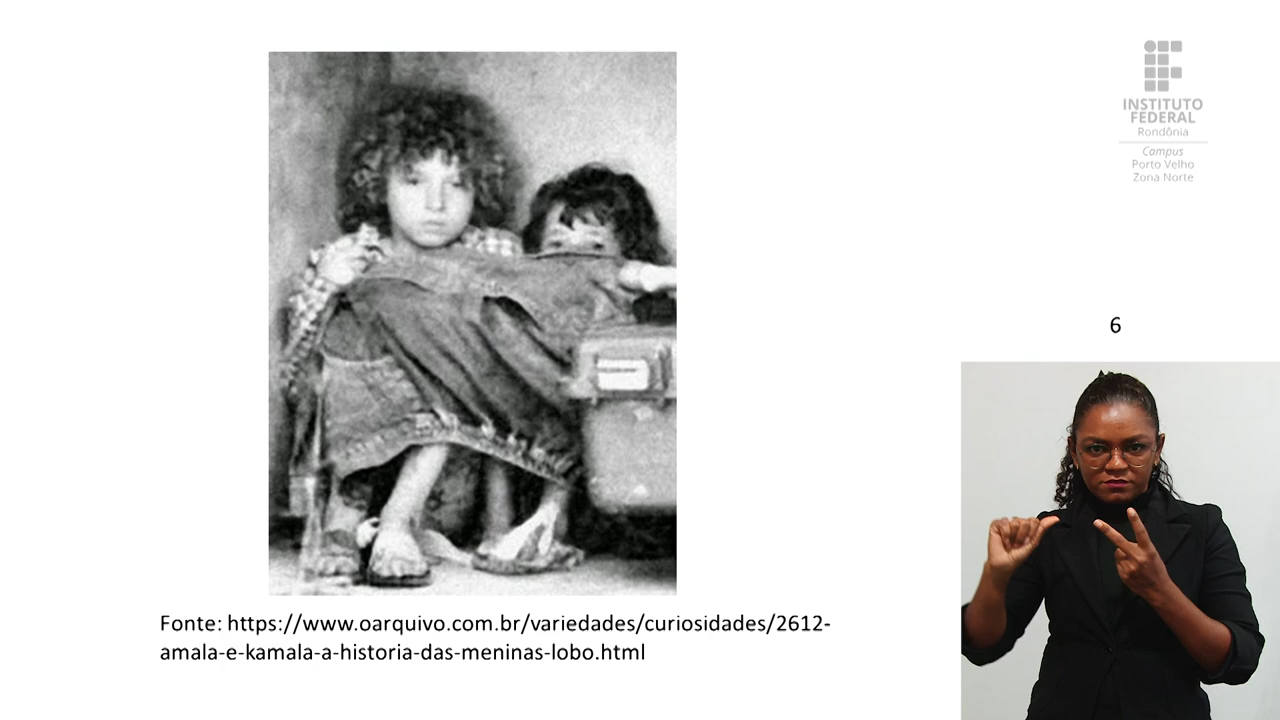 INSTITUTO
FEDERAL
Rondônia
Campus
Porto Velho
Zona Norte
6
Fonte: https://www.oarquivo.com.br/variedades/curiosidades/2612-
amala-e-kamala-a-historia-das-meninas-lobo.html